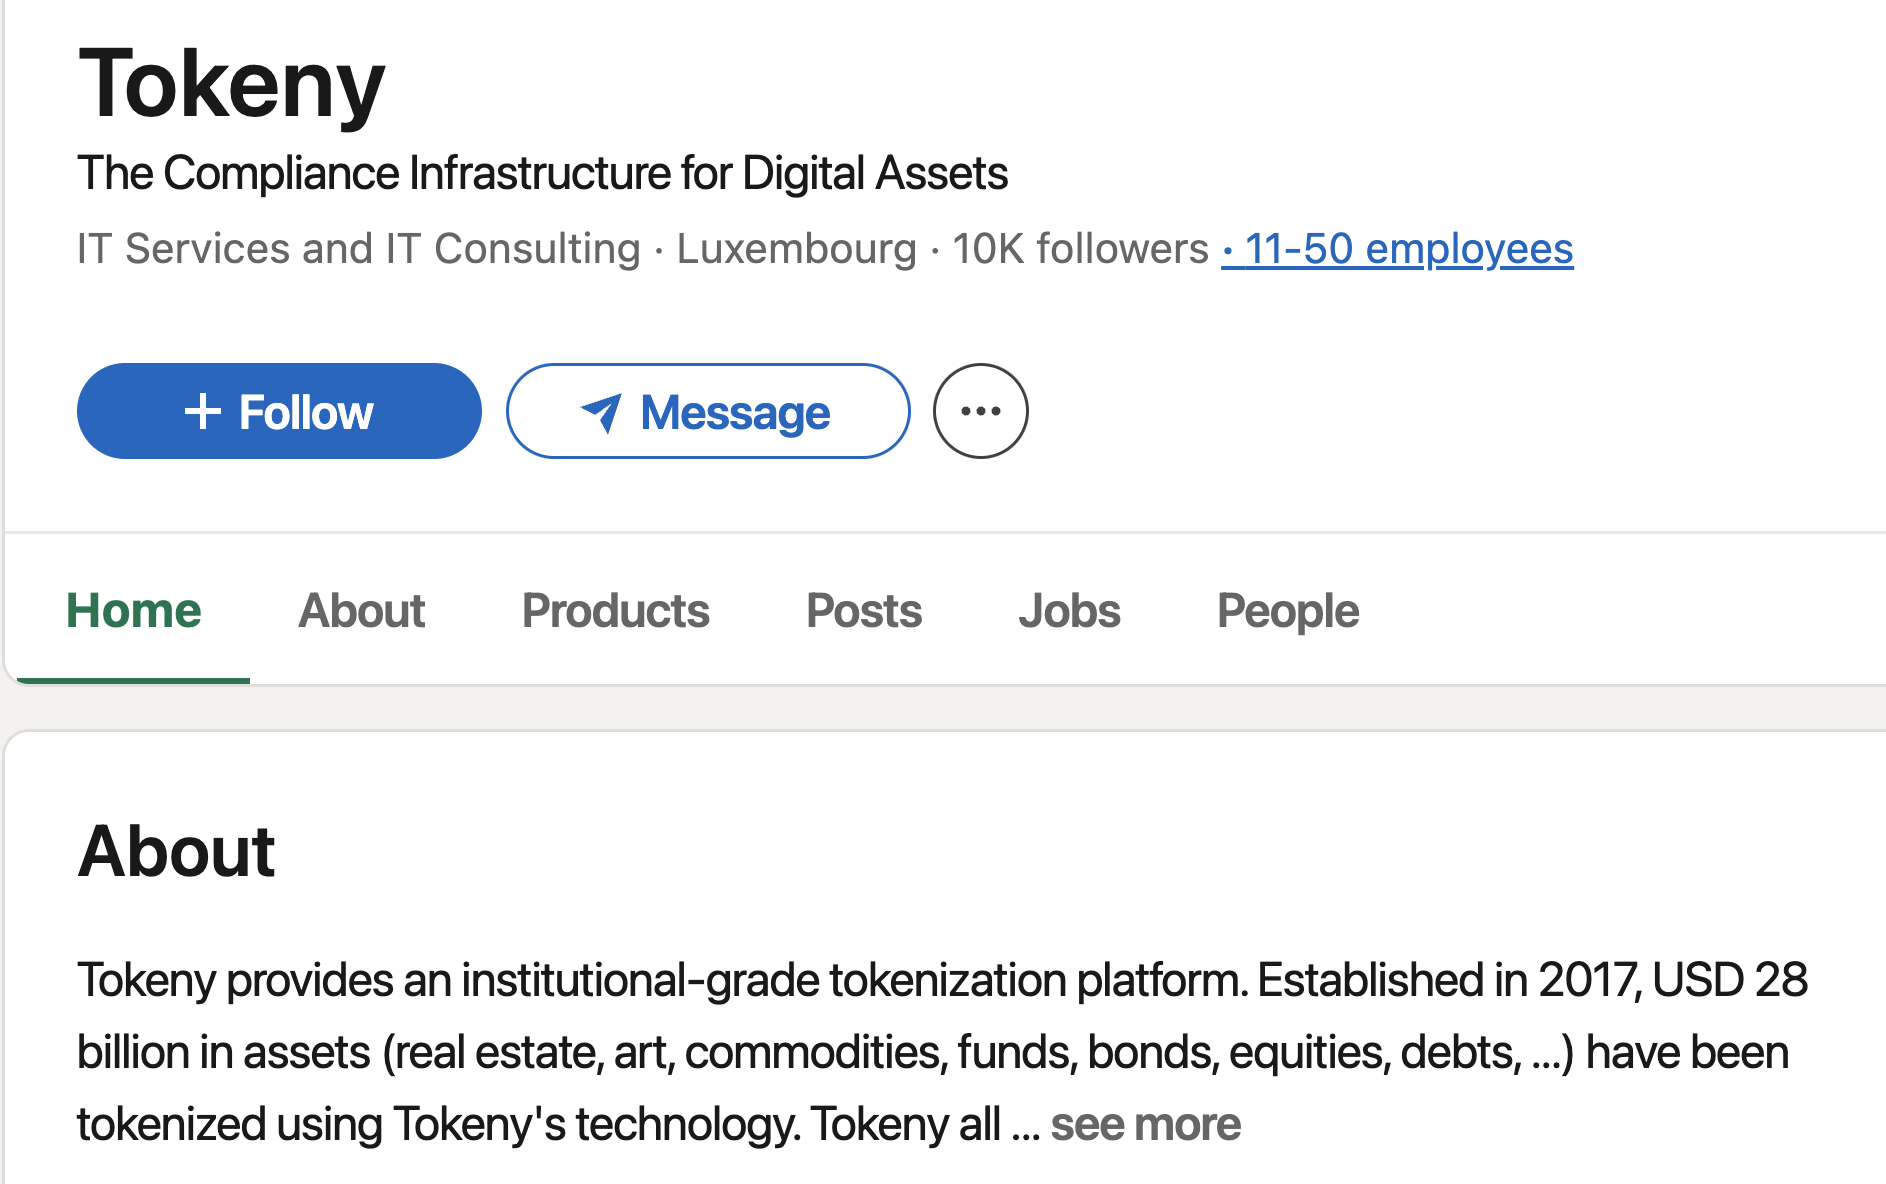 Tokeny
The Compliance Infrastructure for Digital Assets
IT Services and IT Consulting · Luxembourg · 10K followers · 11-50 employees
+ Follow
Message
...
Home
About
Products
Posts
Jobs
People
About
Tokeny provides an institutional-grade tokenization platform. Established in 2017, USD 28
billion in assets (real estate, art, commodities, funds, bonds, equities, debts, ...) have been
tokenized using Tokeny's technology. Tokeny all ... see more